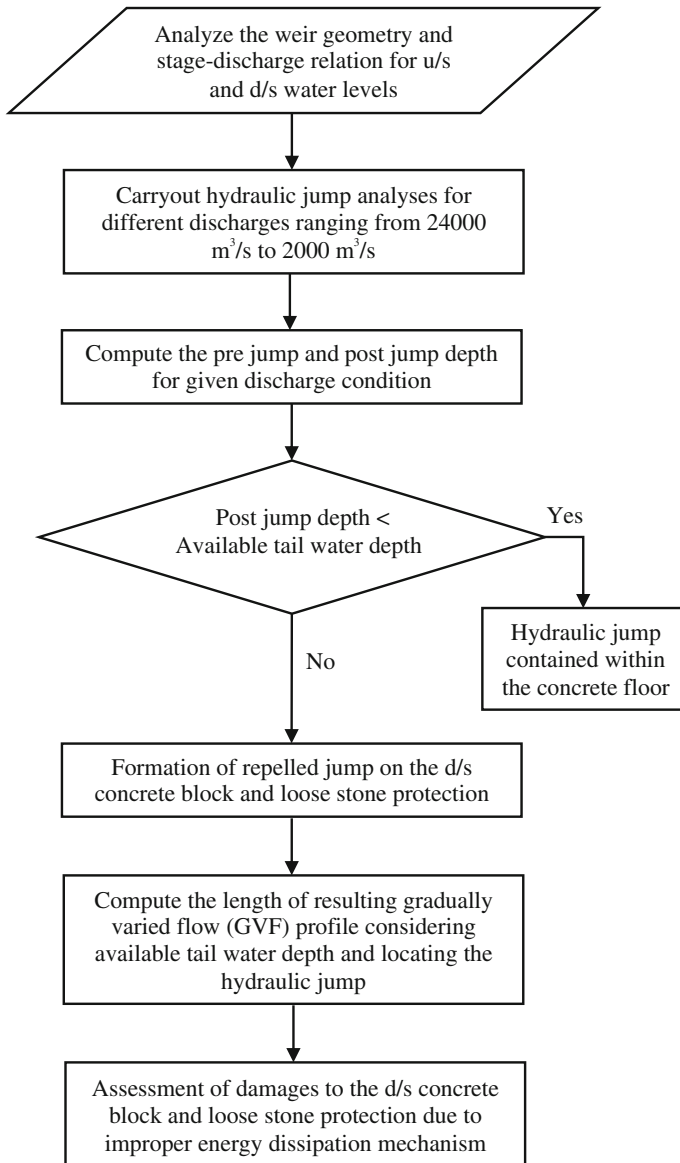 Analyze the weir geometry and
stage-discharge relation for u/s
and d/s water levels
Carryout hydraulic jump analyses for
different discharges ranging from 24000
m³/s to 2000 m³/s
Compute the pre jump and post jump depth
for given discharge condition
Post jump depth <
Available tail water depth
Yes
Hydraulic jump
contained within
the concrete floor
No
Formation of repelled jump on the d/s
concrete block and loose stone protection
Compute the length of resulting gradually
varied flow (GVF) profile considering
available tail water depth and locating the
hydraulic jump
Assessment of damages to the d/s concrete
block and loose stone protection due to
improper energy dissipation mechanism